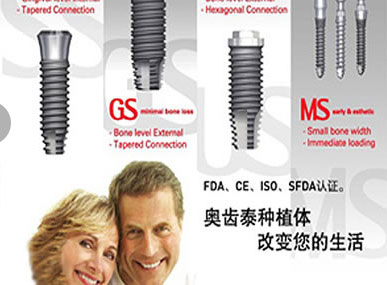 - Tapered Connection
- Hexagonal Connection
GS minimal bone loss
- Bone level External
- Tapered Connection
MS early & esthetic
- Small bone width
- Immediate loading
FDA、CE、ISO、SFDA认证。
奥齿泰种植体
改变您的生活
MS